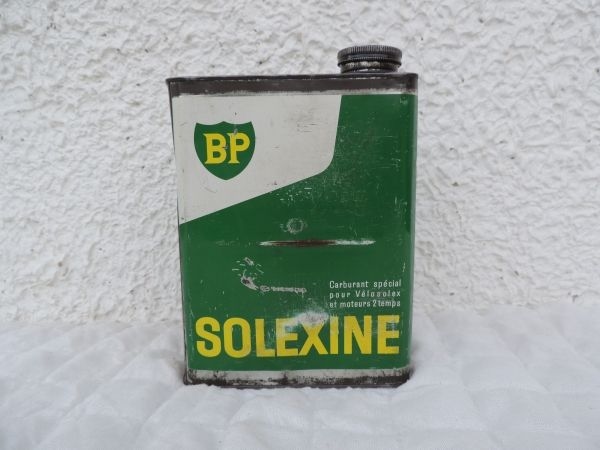 BP
Carburant spécial
pour Vélosolex
et moteurs 2 temps
SOLEXINE